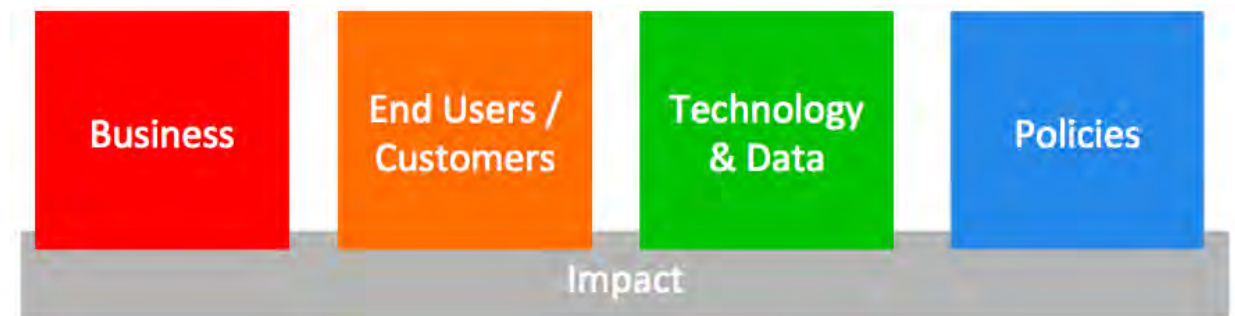 Business
End Users /
Customers
Technology
& Data
Policies
Impact